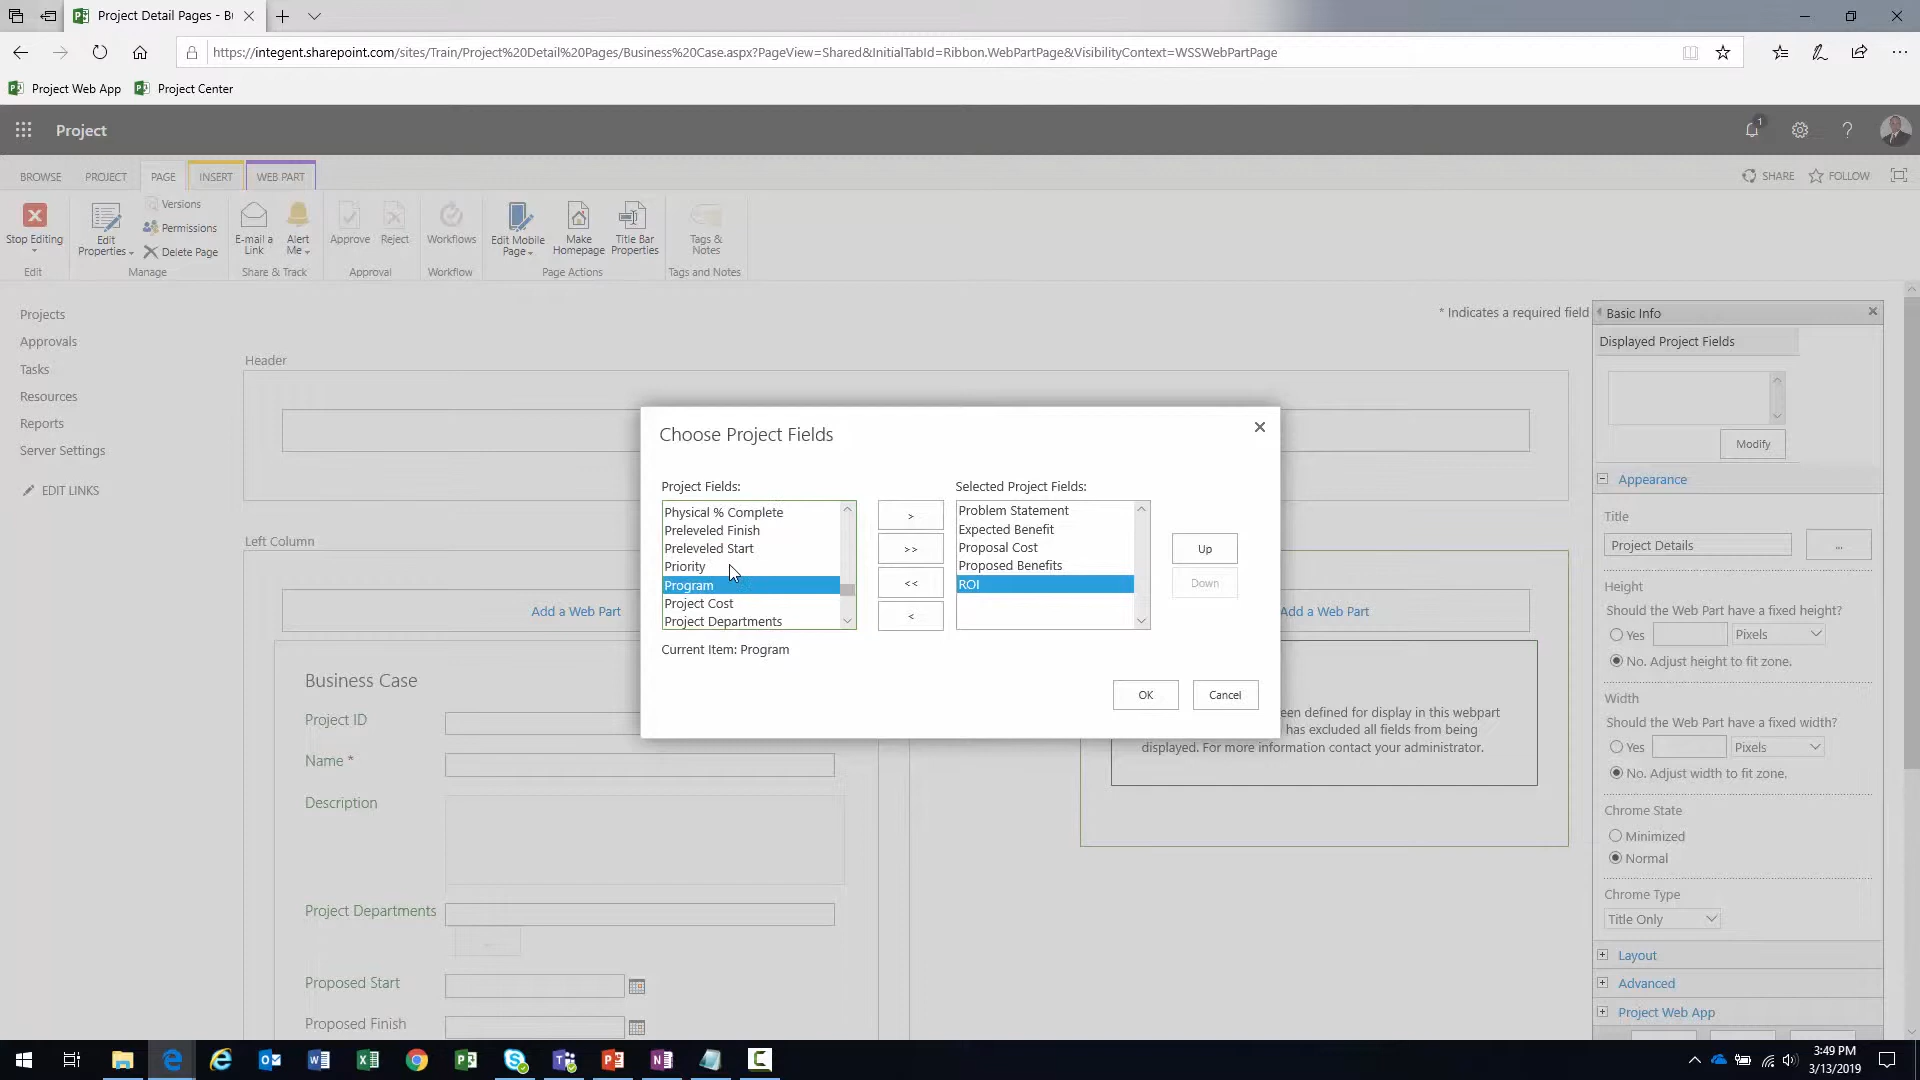 Project Detail Pages - Bu
https://integent.sharepoint.com/sites/Train/Project%20Detail%20Pages/Business%20Case.aspx?PageView=Shared&InitialTabId=Ribbon.WebPartPage&VisibilityContext=WSSWebPartPage
Project Web App
Project Center
Project
1
BROWSE
PROJECT
PAGE
INSERT
WEB PART
SHARE
FOLLOW
Stop Editing
Edit Properties
Versions
Permissions
Delete Page
E-mail a Link
Alert Me
Approve
Reject
Workflows
Edit Mobile Page
Make Homepage
Title Bar Properties
Tags & Notes
Edit
Manage
Share & Track
Approval
Workflow
Page Actions
Tags and Notes
Projects
Approvals
Tasks
Resources
Reports
Server Settings
EDIT LINKS
* Indicates a required field
Header
Left Column
Add a Web Part
Business Case
Project ID
Name *
Description
Project Departments
Proposed Start
Proposed Finish
Choose Project Fields
Project Fields:
Physical % Complete
Preleveled Finish
Preleveled Start
Priority
Program
Project Cost
Project Departments
Current Item: Program
>
>>
<<
<
Selected Project Fields:
Problem Statement
Expected Benefit
Proposal Cost
Proposed Benefits
ROI
Up
Down
OK
Cancel
Add a Web Part
een defined for display in this webpart
has excluded all fields from being
displayed. For more information contact your administrator.
Basic Info
Displayed Project Fields
Modify
Appearance
Title
Project Details
...
Height
Should the Web Part have a fixed height?
Yes
Pixels
No. Adjust height to fit zone.
Width
Should the Web Part have a fixed width?
Yes
Pixels
No. Adjust width to fit zone.
Chrome State
Minimized
Normal
Chrome Type
Title Only
Layout
Advanced
Project Web App
3:49 PM
3/13/2019